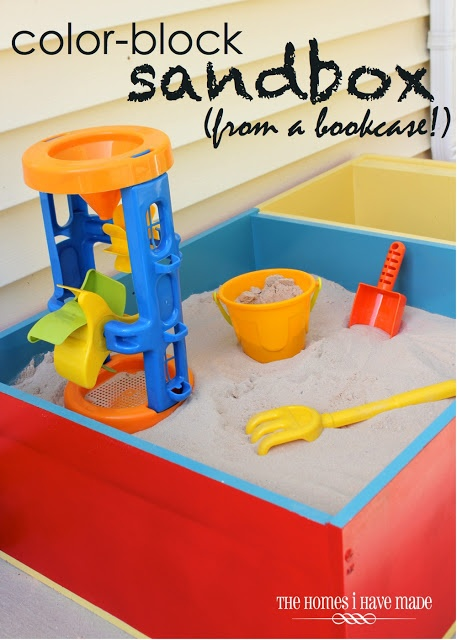 color-block
sandbox
(from a bookcase!)
THE HOMES i HAVE MADE